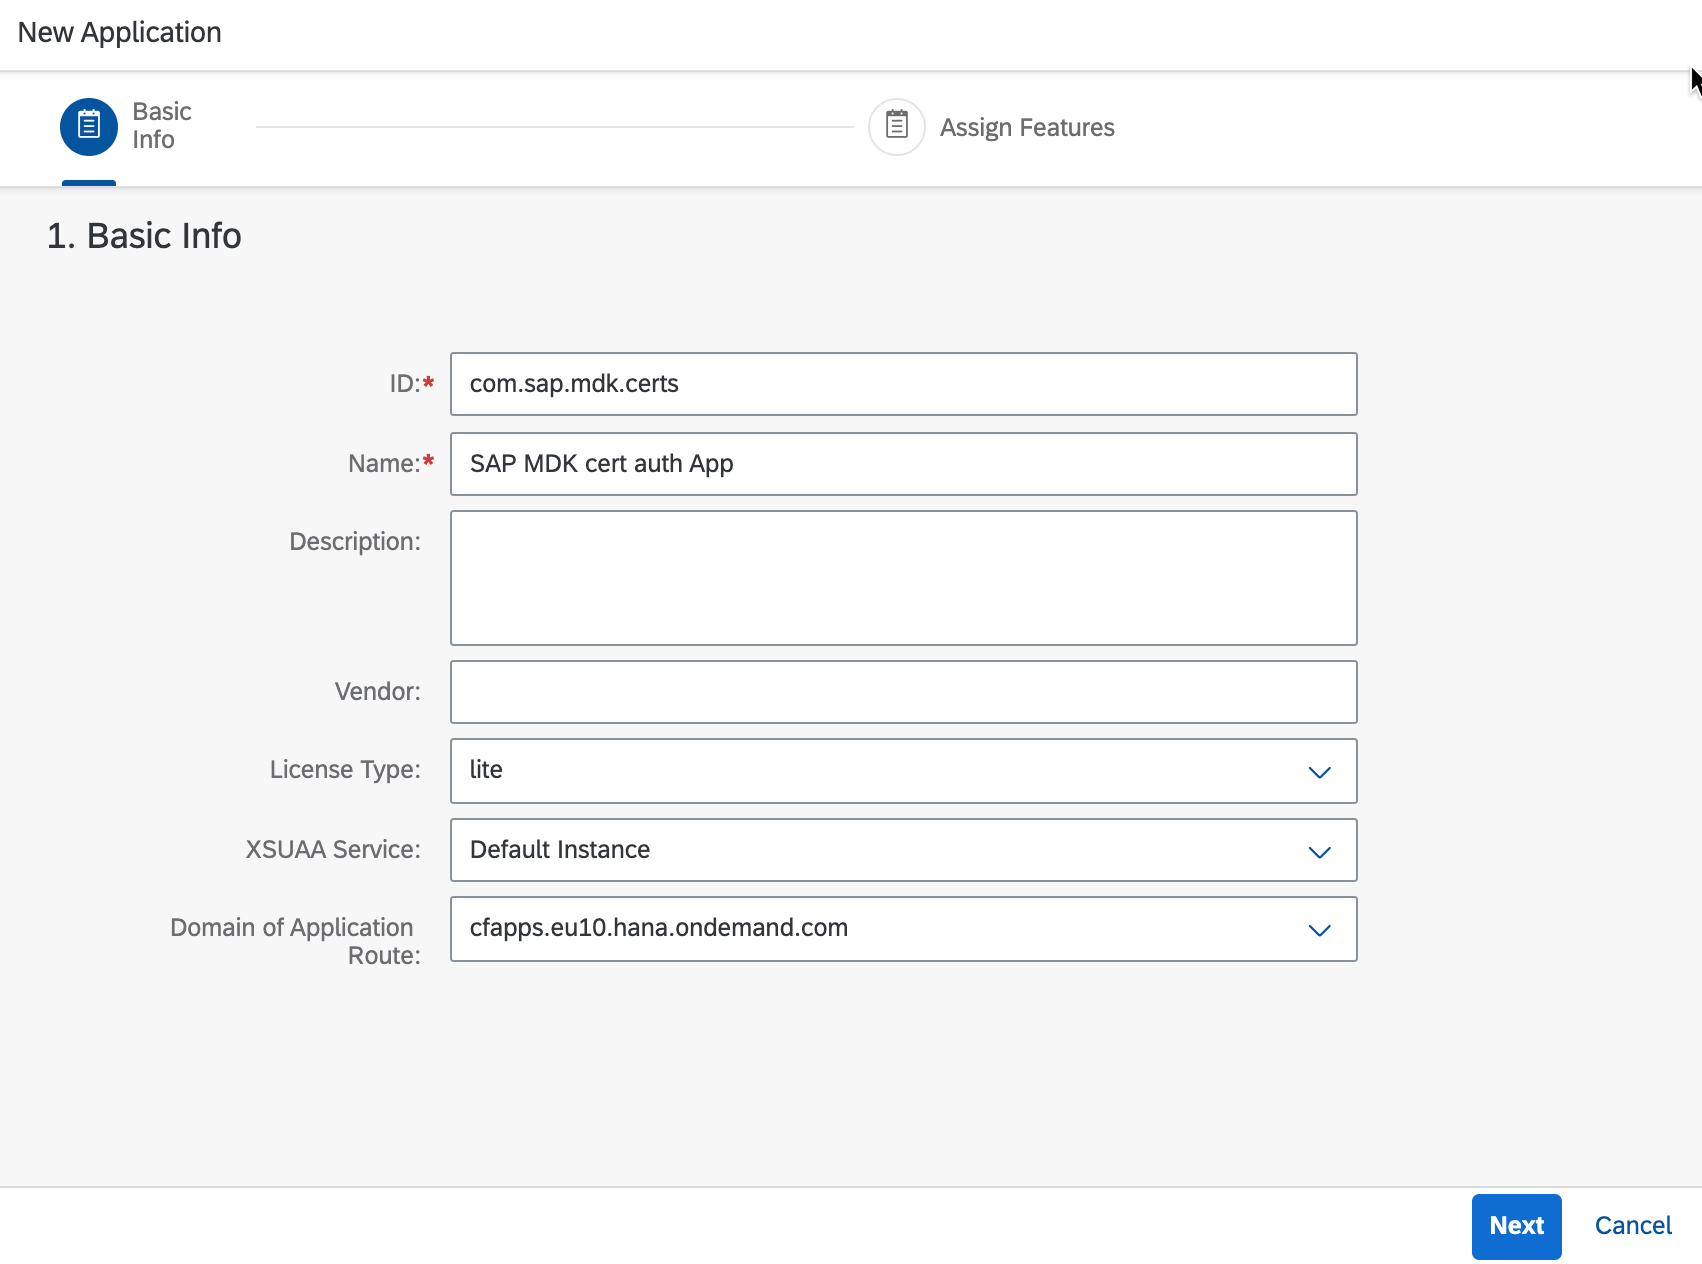 New Application
Basic
Info
Assign Features
1. Basic Info
ID:*
com.sap.mdk.certs
Name:*
SAP MDK cert auth App
Description:
Vendor:
License Type:
lite
XSUAA Service:
Default Instance
Domain of Application
Route:
cfapps.eu10.hana.ondemand.com
Next
Cancel